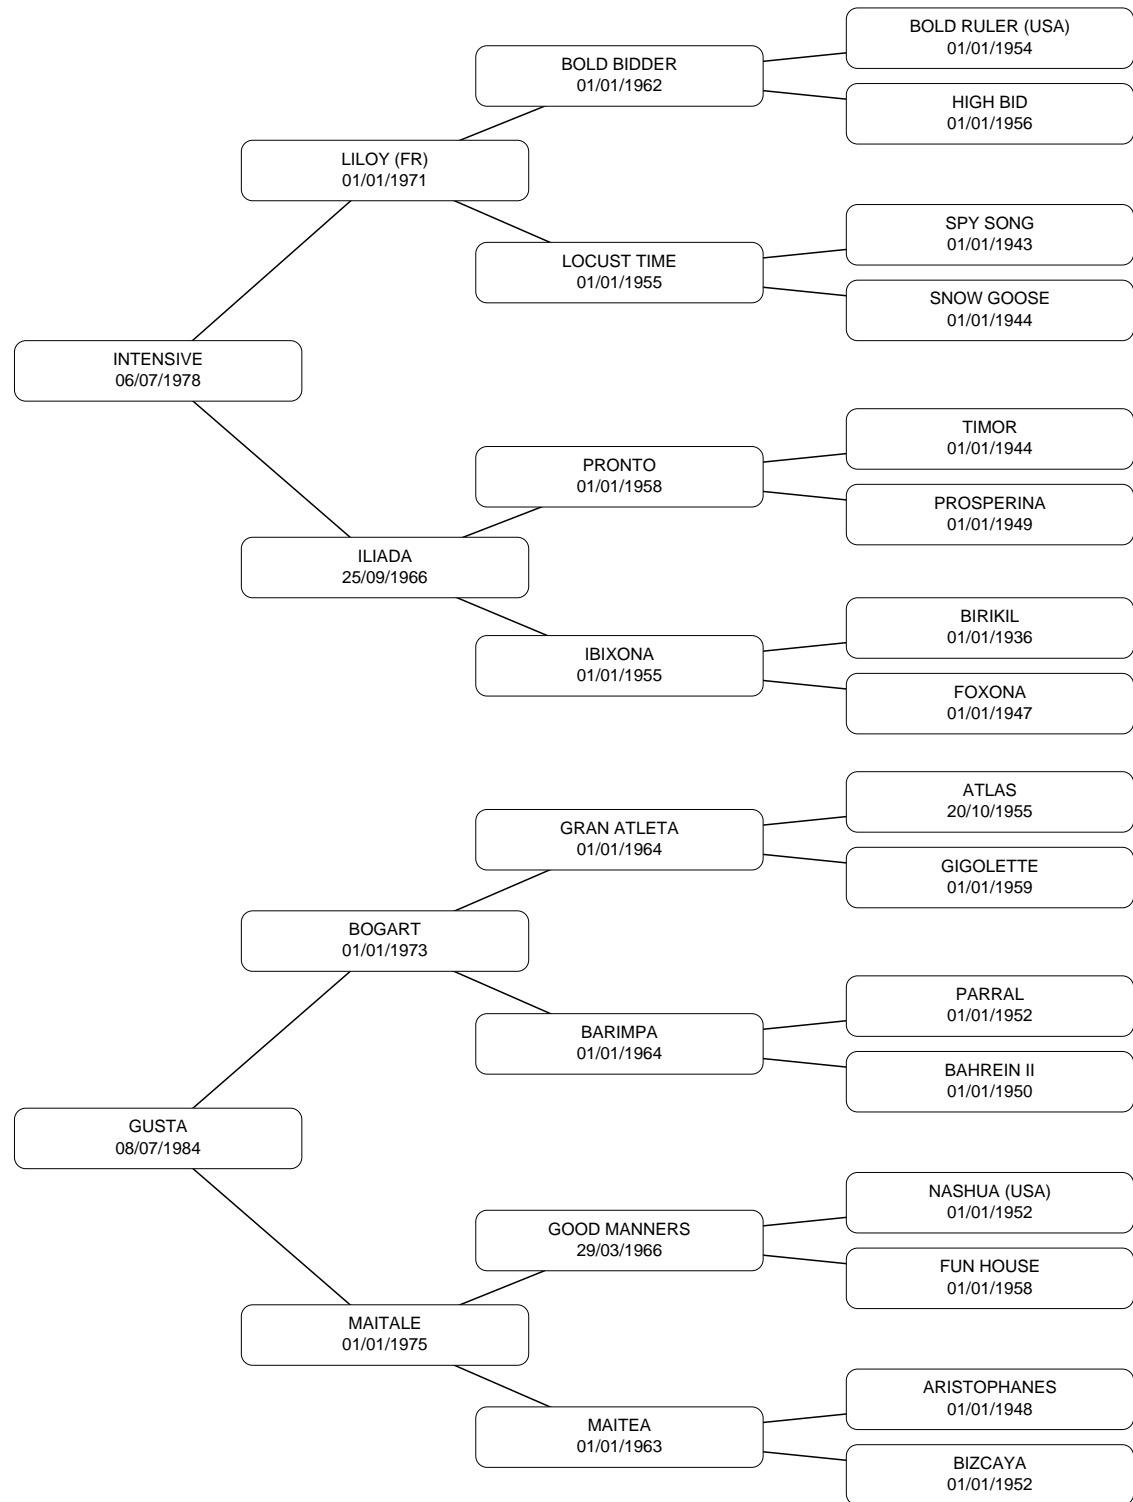 BOLD RULER (USA)
01/01/1954
BOLD BIDDER
01/01/1962
HIGH BID
01/01/1956
LILOY (FR)
01/01/1971
SPY SONG
01/01/1943
LOCUST TIME
01/01/1955
SNOW GOOSE
01/01/1944
INTENSIVE
06/07/1978
TIMOR
01/01/1944
PRONTO
01/01/1958
PROSPERINA
01/01/1949
ILIADA
25/09/1966
BIRIKIL
01/01/1936
IBIXONA
01/01/1955
FOXONA
01/01/1947
ATLAS
20/10/1955
GRAN ATLETA
01/01/1964
GIGOLETTE
01/01/1959
BOGART
01/01/1973
PARRAL
01/01/1952
BARIMPA
01/01/1964
BAHREIN II
01/01/1950
GUSTA
08/07/1984
NASHUA (USA)
01/01/1952
GOOD MANNERS
29/03/1966
FUN HOUSE
01/01/1958
MAITALE
01/01/1975
ARISTOPHANES
01/01/1948
MAITEA
01/01/1963
BIZCAYA
01/01/1952